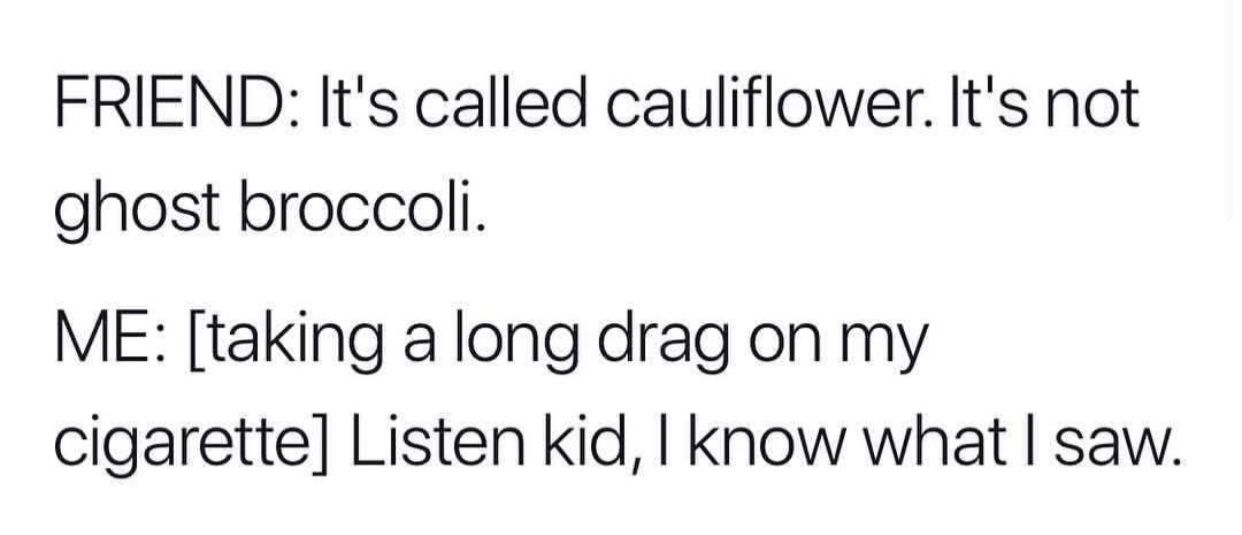 FRIEND: It's called cauliflower. It's not
ghost broccoli.
ME: [taking a long drag on my
cigarette] Listen kid, I know what I saw.